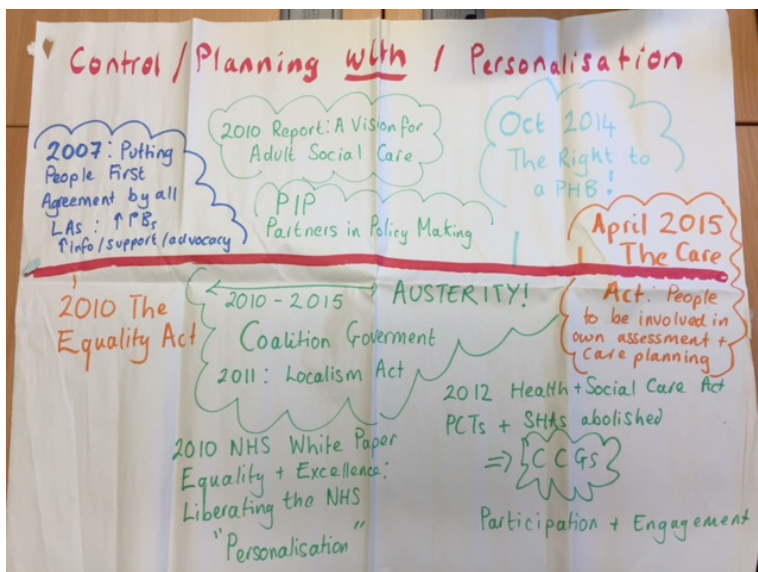 Control / Planning with / Personalisation
2007: Putting
People First
Agreement by all
LAs: ↑ PBs
↑ info/support/advocacy
2010 Report: A Vision for
Adult Social Care
PIP
Partners in Policy Making
Oct 2014
The Right to
a PHB!
April 2015
The Care
Act: People
to be involved in
own assessment +
care planning
2010 The
Equality Act
2010 - 2015 AUSTERITY!
Coalition Goverment
2011: Localism Act
2010 NHS White Paper
Equality + Excellence:
Liberating the NHS
"Personalisation"
2012 Health + Social Care Act
PCTs + SHAs abolished
⇒ CCGs
Participation + Engagement